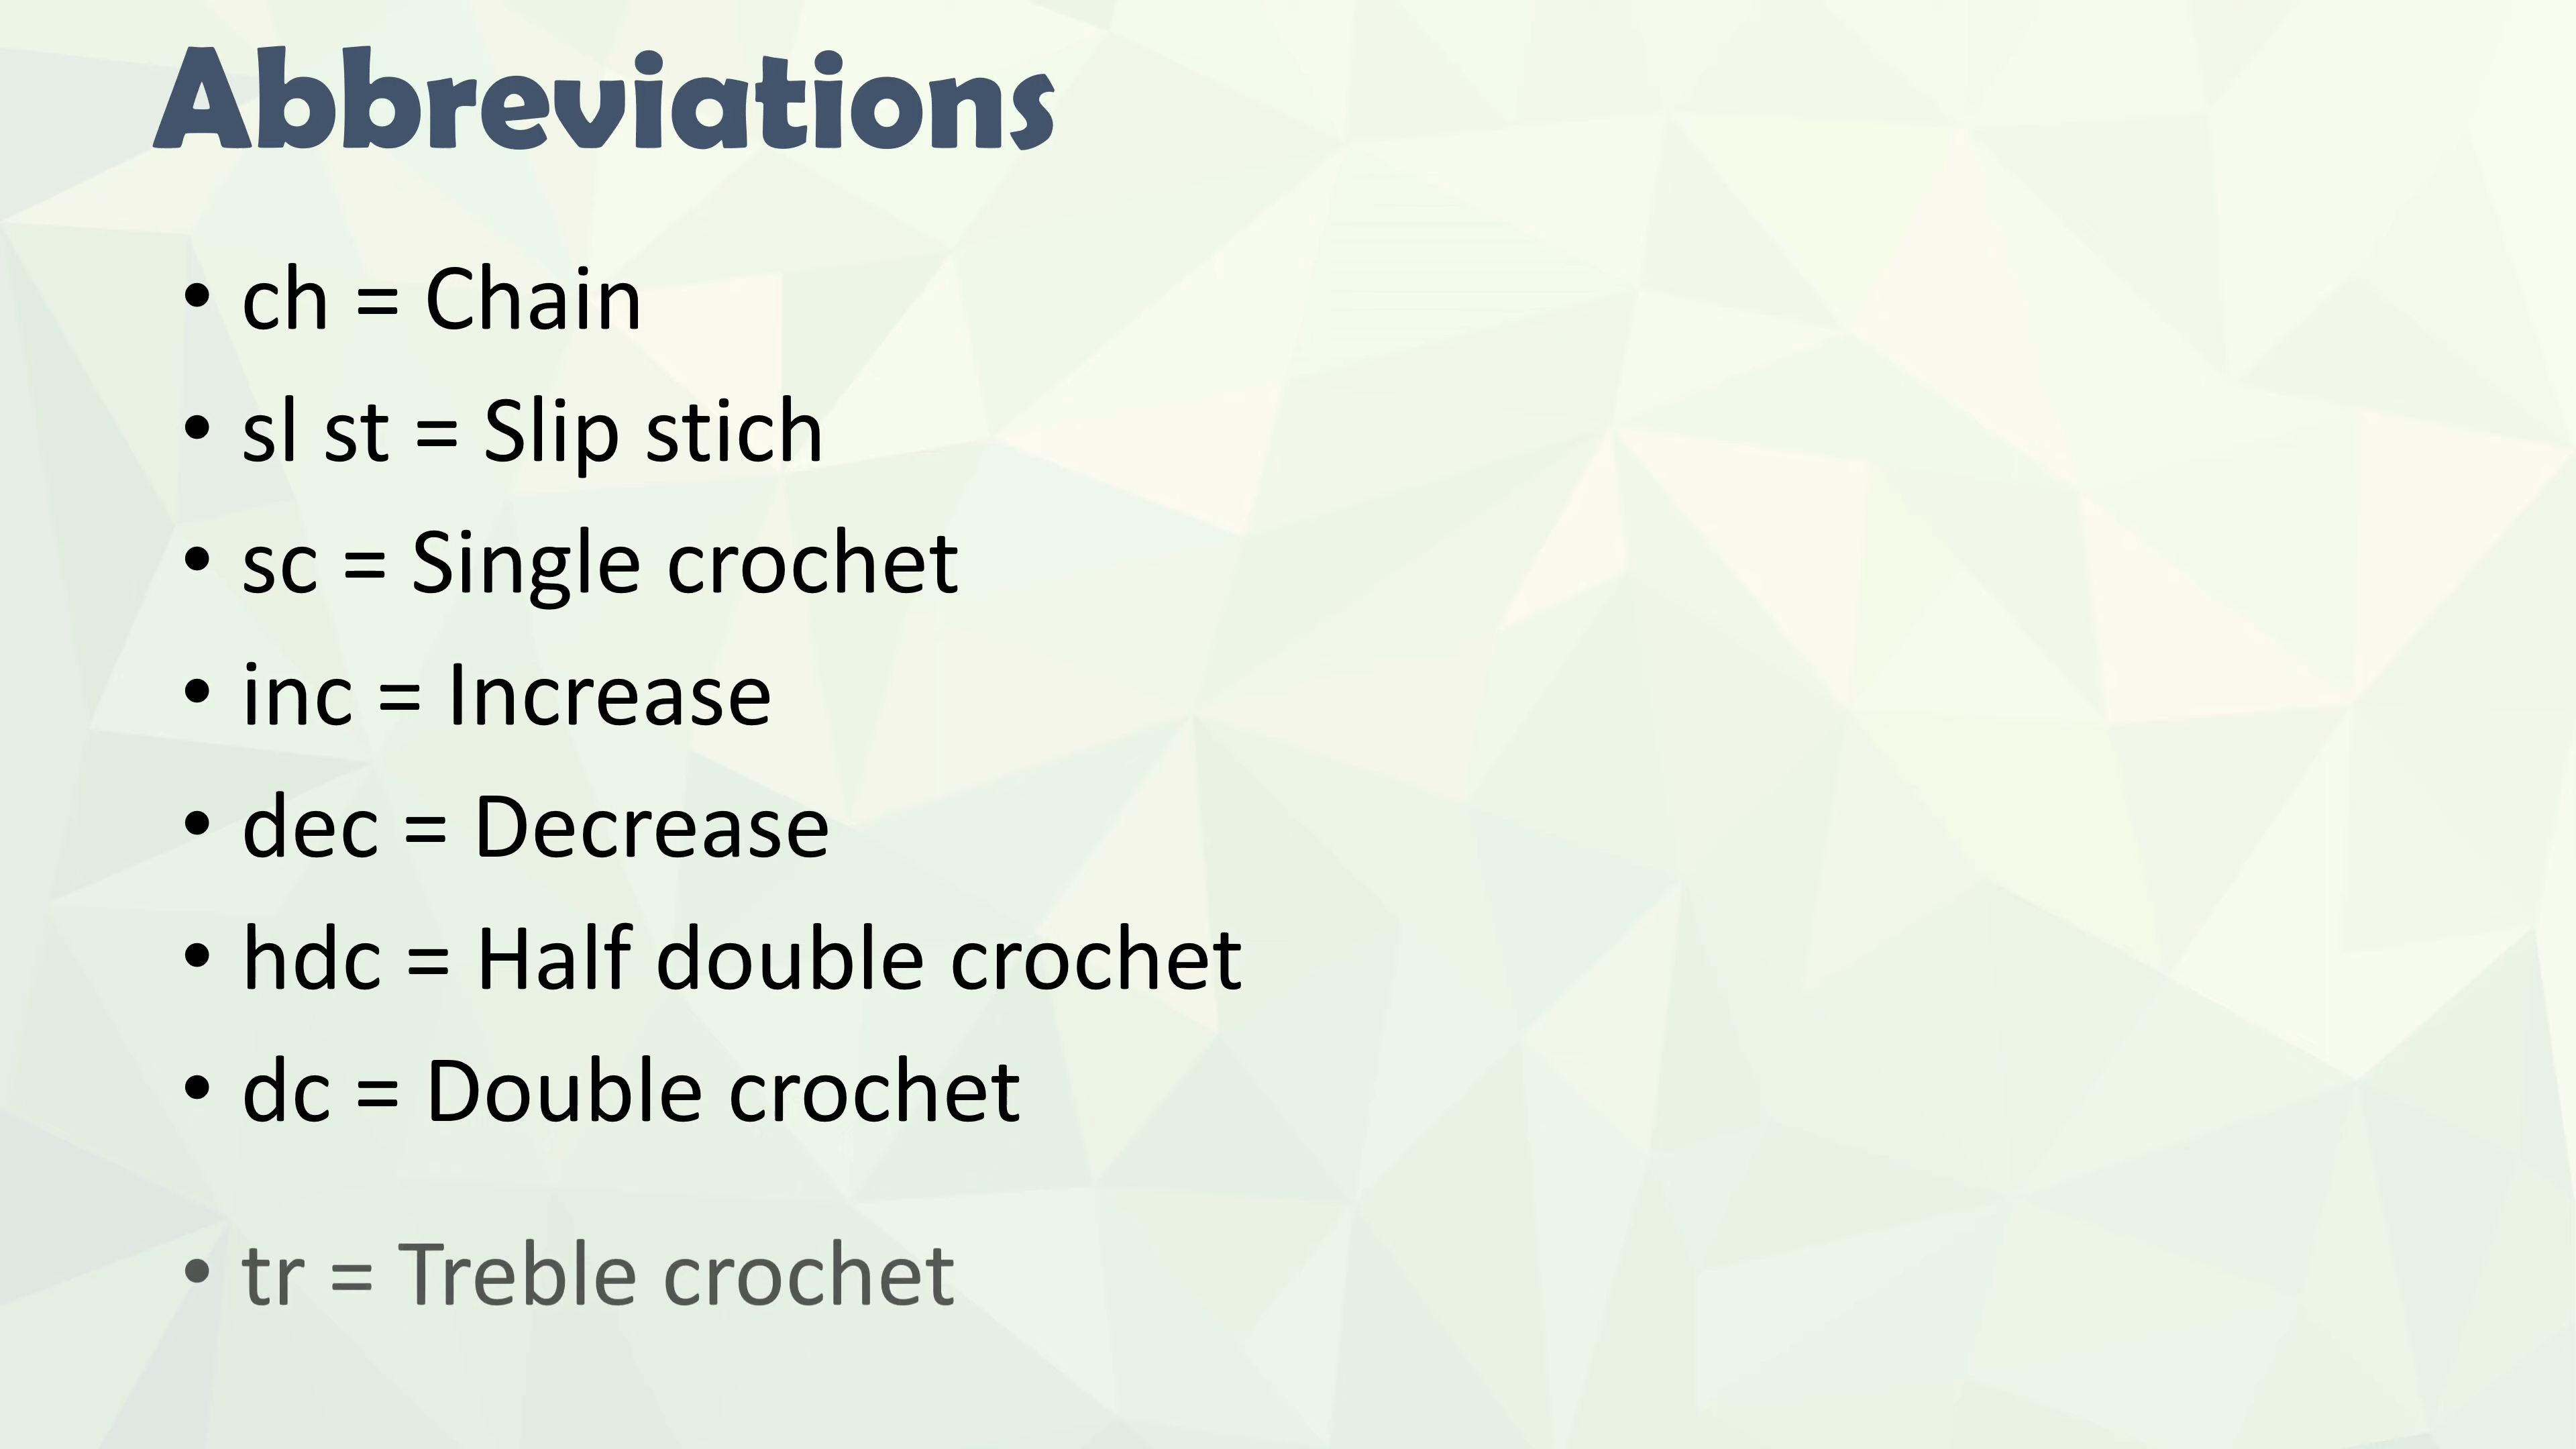 Abbreviations
• ch = Chain
• sl st = Slip stich
• sc = Single crochet
• inc = Increase
• dec = Decrease
• hdc = Half double crochet
• dc = Double crochet
• tr = Treble crochet